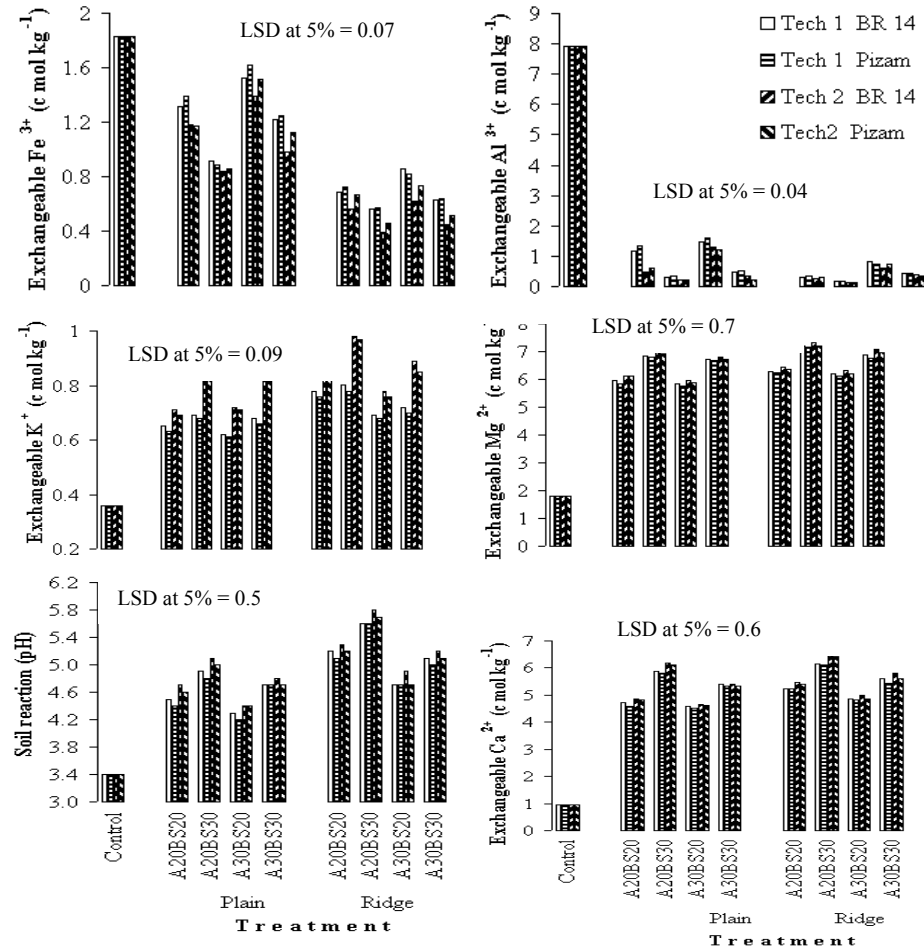 Exchangeable Fe 3+ (c mol kg-1)
2
1.6
1.2
0.8
0.4
0
LSD at 5% = 0.07
Exchangeable Al 3+ (c mol kg-1)
9
8
7
6
5
4
3
2
1
0
LSD at 5% = 0.04
Tech 1 BR 14
Tech 1 Pizam
Tech 2 BR 14
Tech2 Pizam
Exchangeable K + (c mol kg-1)
1
0.8
0.6
0.4
0.2
LSD at 5% = 0.09
Exchangeable Mg 2+ (c mol kg
8
7
6
5
4
3
2
1
0
LSD at 5% = 0.7
Soil reaction (pH)
6.2
5.8
5.4
5.0
4.6
4.2
3.8
3.4
3.0
LSD at 5% = 0.5
Control
A20BS20
A20BS30
A30BS20
A30BS30
A20BS20
A20BS30
A30BS20
A30BS30
Plain Ridge
Treatment
Exchangeable Ca 2+ (c mol kg-1)
7
6
5
4
3
2
1
0
LSD at 5% = 0.6
Control
A20BS20
A20BS30
A30BS20
A30BS30
A20BS20
A20BS30
A30BS20
A30BS30
Plain Ridge
Treatment